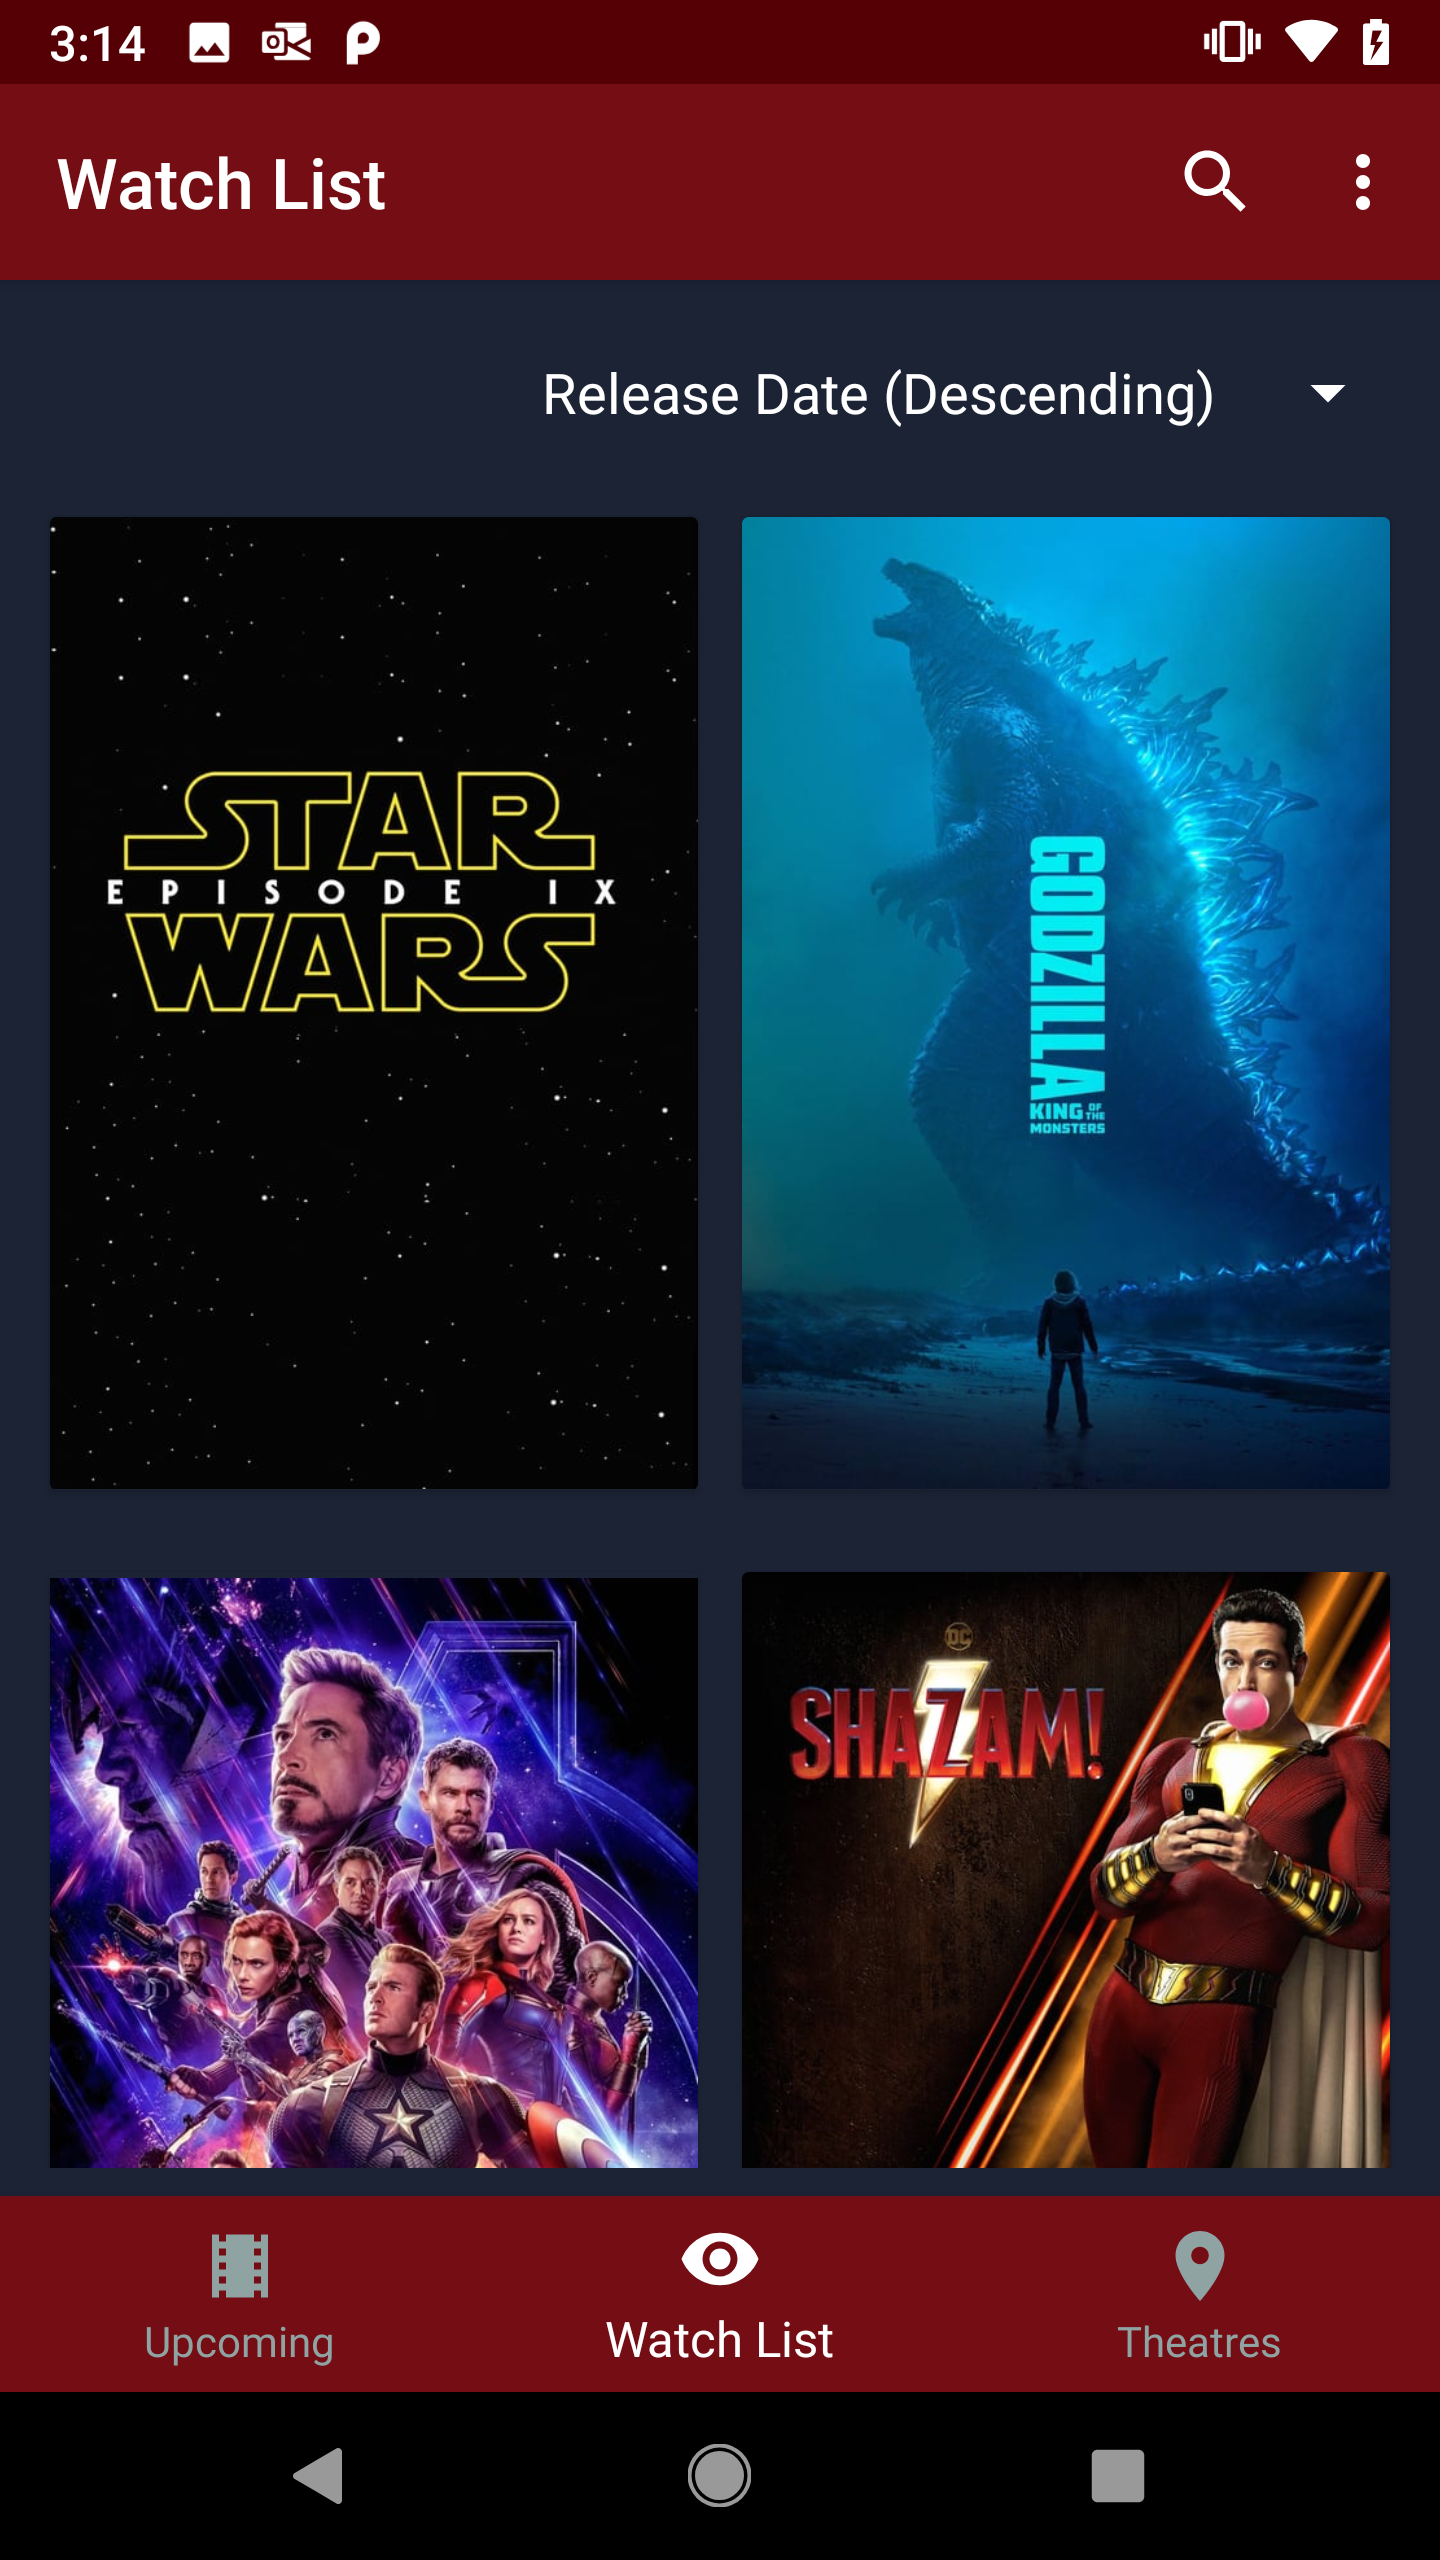 3:14
Watch List
Release Date (Descending)
STAR
EPISODE IX
WARS
GODZILLA
KING OF THE
MONSTERS
DC
SHAZAM!
Upcoming
Watch List
Theatres